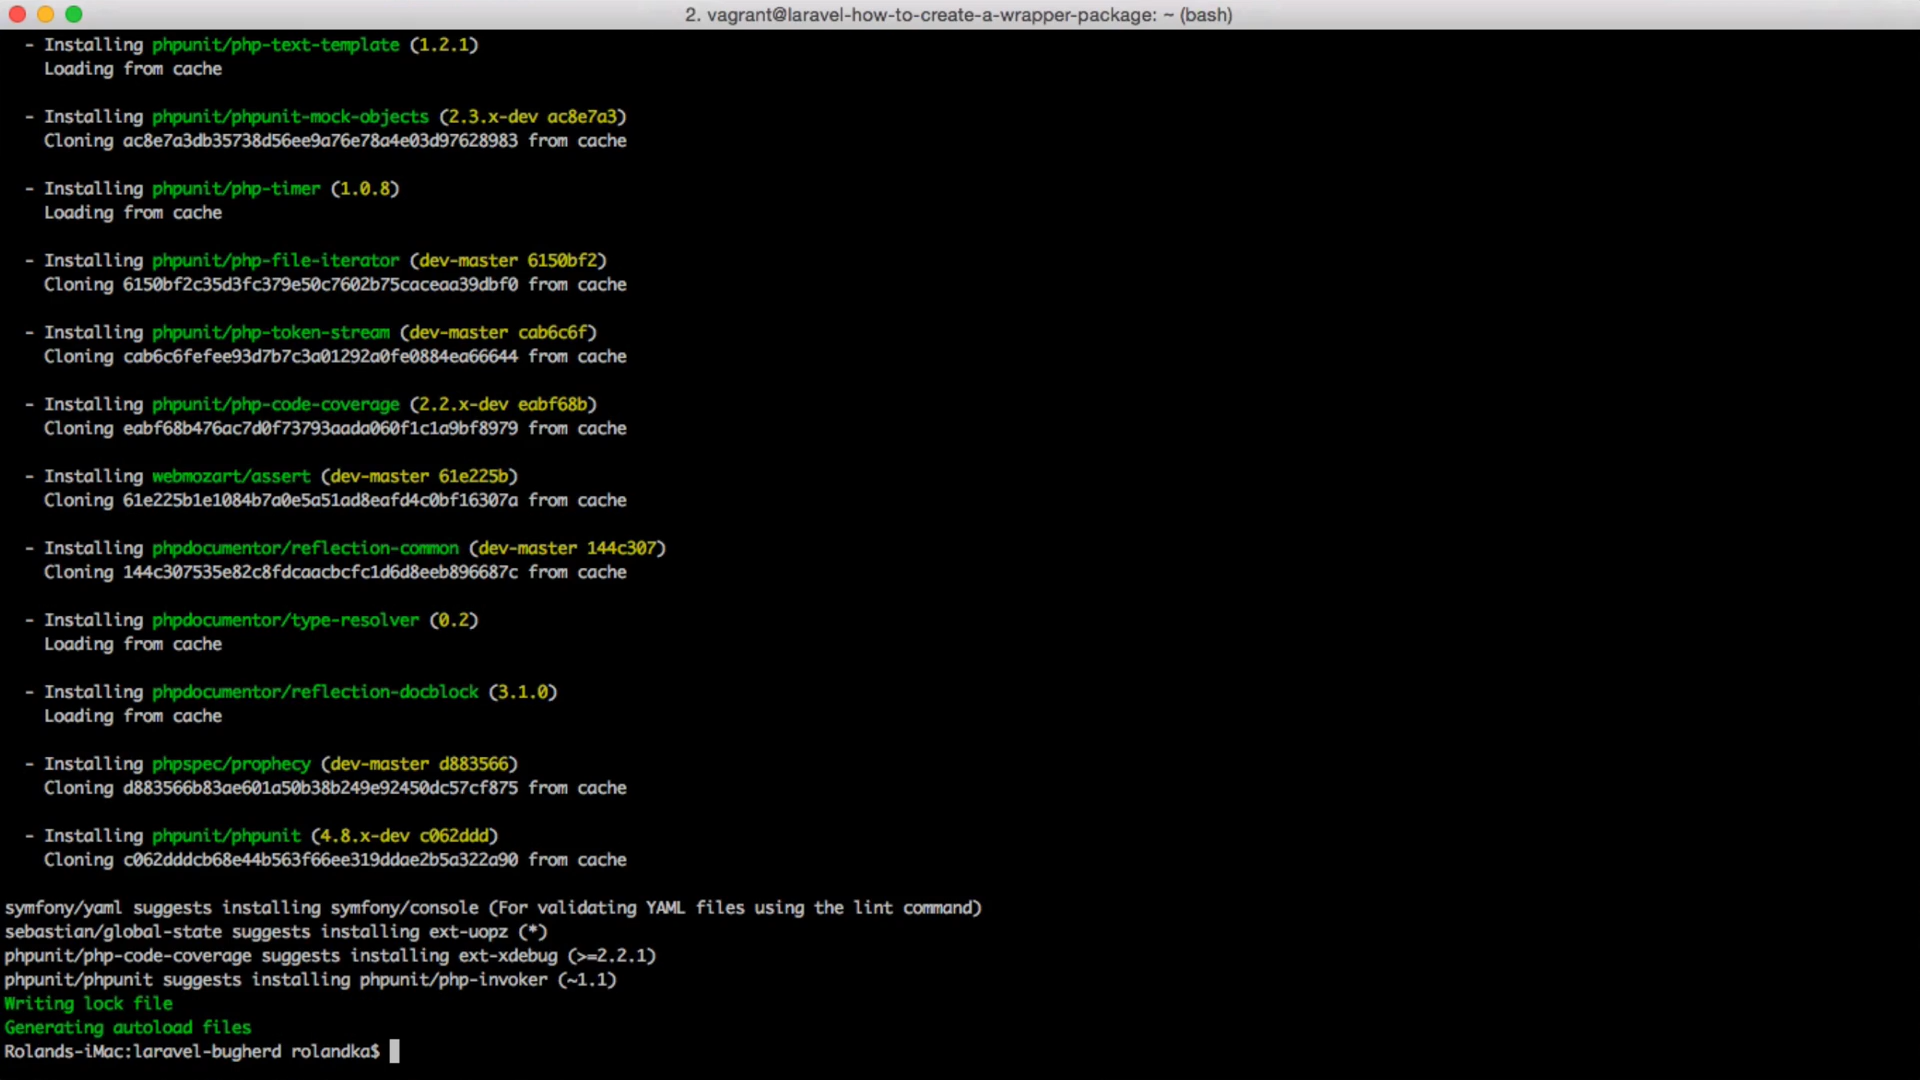 2. vagrant@laravel-how-to-create-a-wrapper-package: ~ (bash)
- Installing phpunit/php-text-template (1.2.1)
Loading from cache
- Installing phpunit/phpunit-mock-objects (2.3.x-dev ac8e7a3)
Cloning ac8e7a3db35738d56ee9a76e78a4e03d97628983 from cache
- Installing phpunit/php-timer (1.0.8)
Loading from cache
- Installing phpunit/php-file-iterator (dev-master 6150bf2)
Cloning 6150bf2c35d3fc379e50c7602b75caceaa39dbf0 from cache
- Installing phpunit/php-token-stream (dev-master cab6c6f)
Cloning cab6c6fefee93d7b7c3a01292a0fe0884ea66644 from cache
- Installing phpunit/php-code-coverage (2.2.x-dev eabf68b)
Cloning eabf68b476ac7d0f73793aada060f1c1a9bf8979 from cache
- Installing webmozart/assert (dev-master 61e225b)
Cloning 61e225b1e1084b7a0e5a51ad8eafd4c0bf16307a from cache
- Installing phpdocumentor/reflection-common (dev-master 144c307)
Cloning 144c307535e82c8fdcaacbcfc1d6d8eeb896687c from cache
- Installing phpdocumentor/type-resolver (0.2)
Loading from cache
- Installing phpdocumentor/reflection-docblock (3.1.0)
Loading from cache
- Installing phpspec/prophecy (dev-master d883566)
Cloning d883566b83ae601a50b38b249e92450dc57cf875 from cache
- Installing phpunit/phpunit (4.8.x-dev c062ddd)
Cloning c062dddcb68e44b563f66ee319ddae2b5a322a90 from cache
symfony/yaml suggests installing symfony/console (For validating YAML files using the lint command)
sebastian/global-state suggests installing ext-uopz (*)
phpunit/php-code-coverage suggests installing ext-xdebug (>=2.2.1)
phpunit/phpunit suggests installing phpunit/php-invoker (~1.1)
Writing lock file
Generating autoload files
Rolands-iMac:laravel-bugherd rolandka$